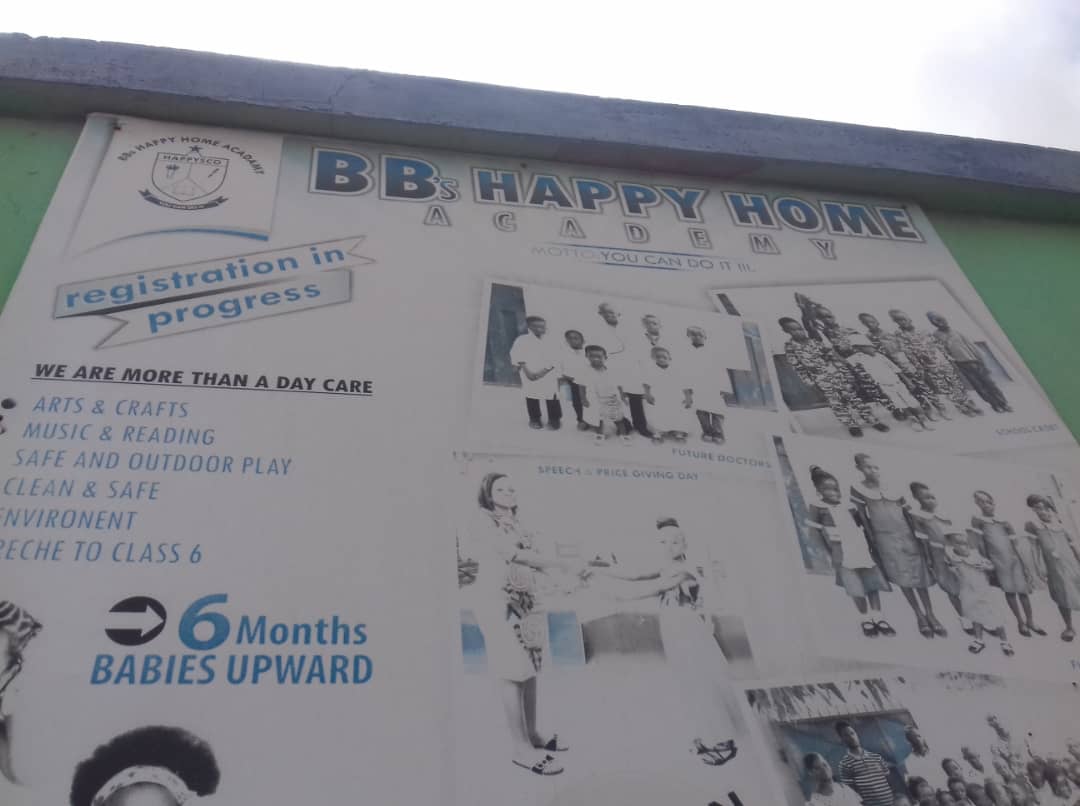 BBs HAPPY HOME ACADAMY
HAPPYSCO
BB's HAPPY HOME
ACADEMY
MOTTO: YOU CAN DO IT !!!.
registration in
progress
WE ARE MORE THAN A DAY CARE
ARTS & CRAFTS
MUSIC & READING
SAFE AND OUTDOOR PLAY
CLEAN & SAFE
ENVIRONENT
RECHE TO CLASS 6
6 Months
BABIES UPWARD
FUTURE DOCTORS
SCHOOL CADET
SPEECH & PRICE GIVING DAY